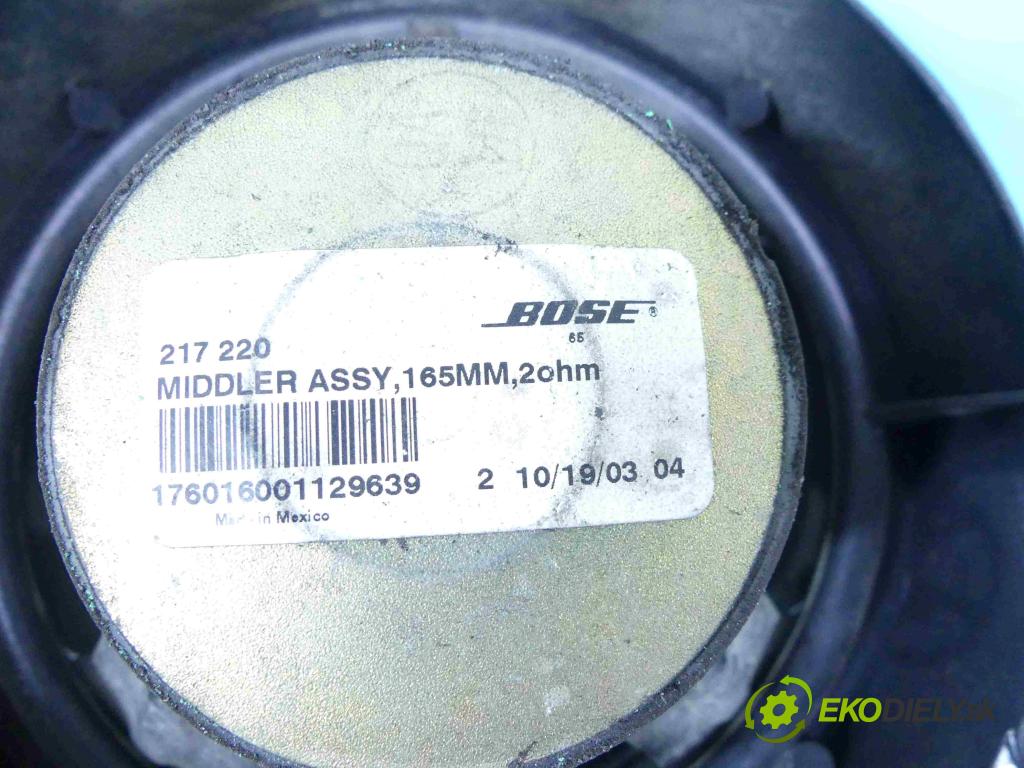 BOSE®
65
217 220
MIDDLER ASSY,165MM,2ohm
176016001129639 2 10/19/03 04
Made in Mexico
EKODIELY.sk